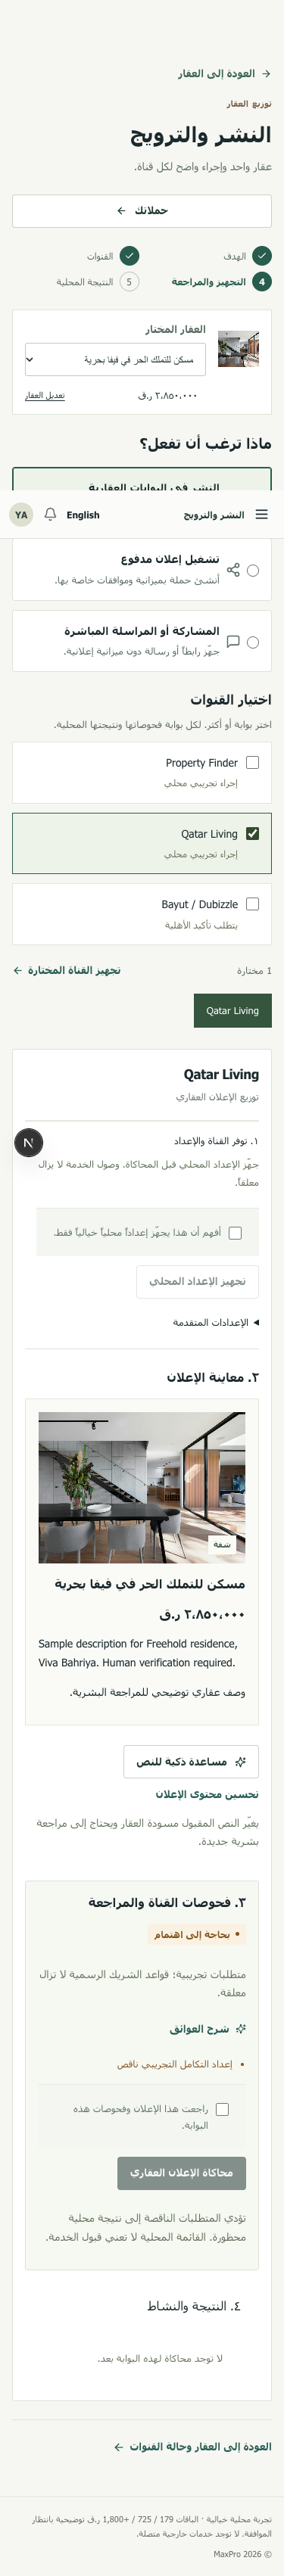 العودة إلى العقار
توزيع العقار
النشر والترويج
عقار واحد وإجراء واضح لكل قناة.
حملاتك
الهدف
القنوات
4 التجهيز والمراجعة
5 النتيجة المحلية
العقار المختار
مسكن للتملك الحر في فيفا بحرية
٢٬٨٥٠٬٠٠٠ ر.ق
تعديل العقار
ماذا ترغب أن تفعل؟
النشر في البوابات العقارية
النشر والترويج
English
YA
تشغيل إعلان مدفوع
أنشئ حملة بميزانية وموافقات خاصة بها.
المشاركة أو المراسلة المباشرة
جهّز رابطاً أو رسالة دون ميزانية إعلانية.
اختيار القنوات
اختر بوابة أو أكثر. لكل بوابة فحوصاتها ونتيجتها المحلية.
Property Finder
إجراء تجريبي محلي
Qatar Living
إجراء تجريبي محلي
Bayut / Dubizzle
يتطلب تأكيد الأهلية
1 مختارة
تجهيز القناة المختارة
Qatar Living
Qatar Living
توزيع الإعلان العقاري
١. توفر القناة والإعداد
جهّز الإعداد المحلي قبل المحاكاة. وصول الخدمة لا يزال
معلقاً.
أفهم أن هذا يجهّز إعداداً محلياً خيالياً فقط.
تجهيز الإعداد المحلي
الإعدادات المتقدمة
٢. معاينة الإعلان
شقة
مسكن للتملك الحر في فيفا بحرية
٢٬٨٥٠٬٠٠٠ ر.ق
Sample description for Freehold residence,
Viva Bahriya. Human verification required.
وصف عقاري توضيحي للمراجعة البشرية.
مساعدة ذكية للنص
تحسين محتوى الإعلان
يغيّر النص المقبول مسودة العقار ويحتاج إلى مراجعة
بشرية جديدة.
٣. فحوصات القناة والمراجعة
• بحاجة إلى اهتمام
متطلبات تجريبية؛ قواعد الشريك الرسمية لا تزال
معلقة.
شرح العوائق
• إعداد التكامل التجريبي ناقص
راجعت هذا الإعلان وفحوصات هذه
البوابة.
محاكاة الإعلان العقاري
تؤدي المتطلبات الناقصة إلى نتيجة محلية
محظورة. القائمة المحلية لا تعني قبول الخدمة.
٤. النتيجة والنشاط
لا توجد محاكاة لهذه البوابة بعد.
العودة إلى العقار وحالة القنوات
تجربة محلية خيالية · الباقات 179 / 725 / +1,800 ر.ق توضيحية بانتظار
الموافقة. لا توجد خدمات خارجية متصلة.
© 2026 MaxPro